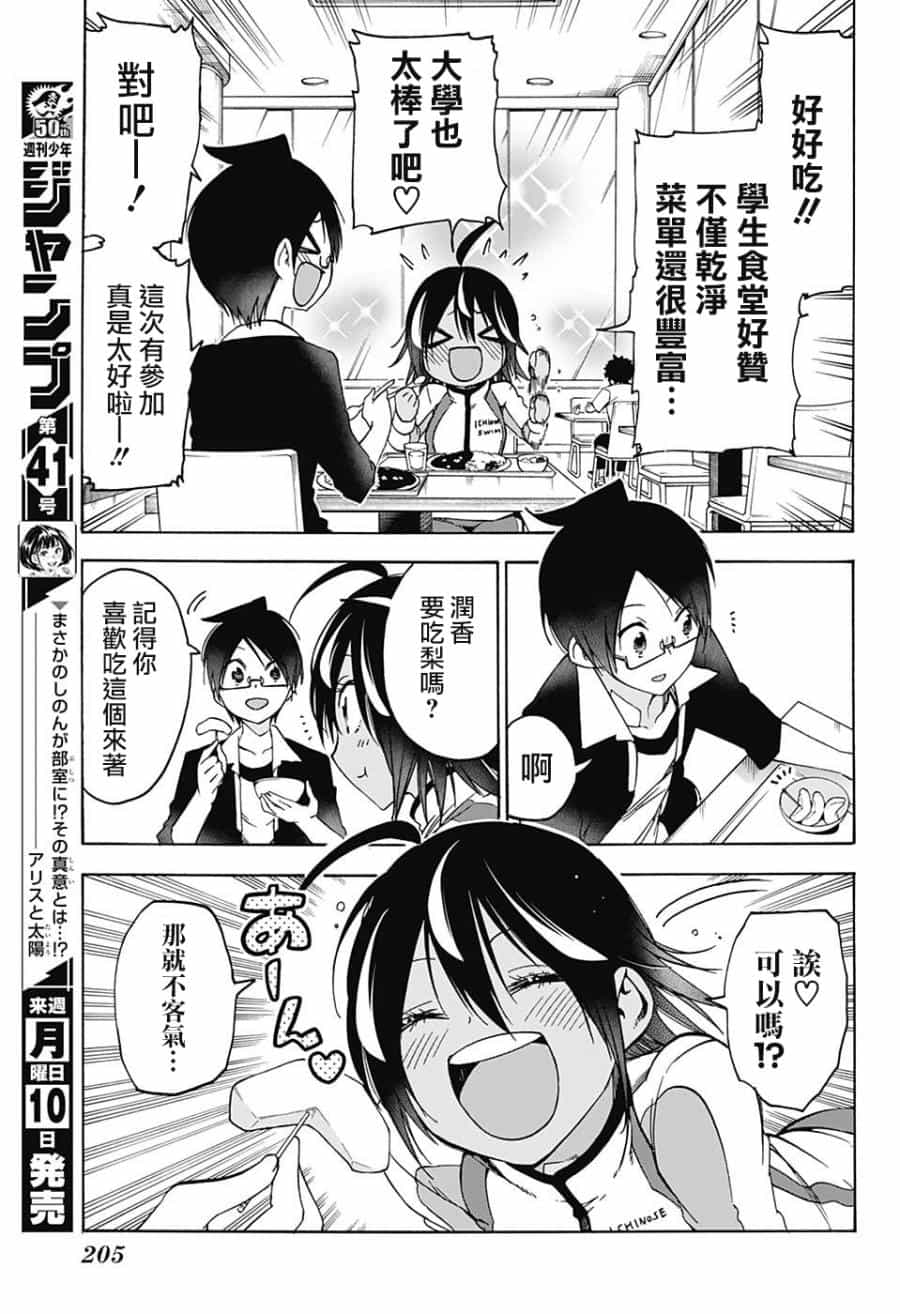 好好吃!!
學生食堂好贊
不僅乾淨
菜單還很豐富…
大學也
太棒了吧♡
對吧ー!
這次有參加
真是太好啦ー!!
ICHINOSE
SWIM
啊
潤香
要吃梨嗎?
記得你
喜歡吃這個來著
誒♡
可以嗎!?
あーん♡
那就不客氣…
ICHINOSE
50th
週刊少年
ジャンプ
第
41
号
▼まさかのしのんが部室に!?その真意とは…!?
アリスと太陽
来週
月
曜日
10
日
発売
205